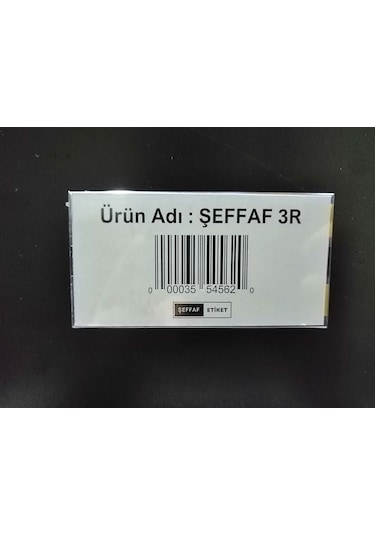 Ürün Adı : ŞEFFAF 3R
0 00035 54562 0
ŞEFFAF ETİKET